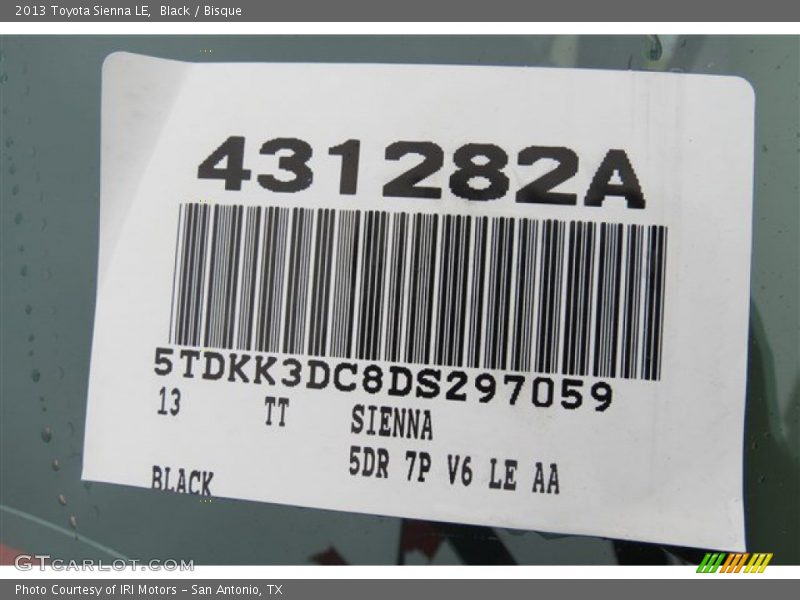 2013 Toyota Sienna LE, Black / Bisque
431282A
5TDKK3DC8DS297059
13 TT SIENNA
5DR 7P V6 LE AA
BLACK
GTCARLOT.COM
Photo Courtesy of IRI Motors – San Antonio, TX